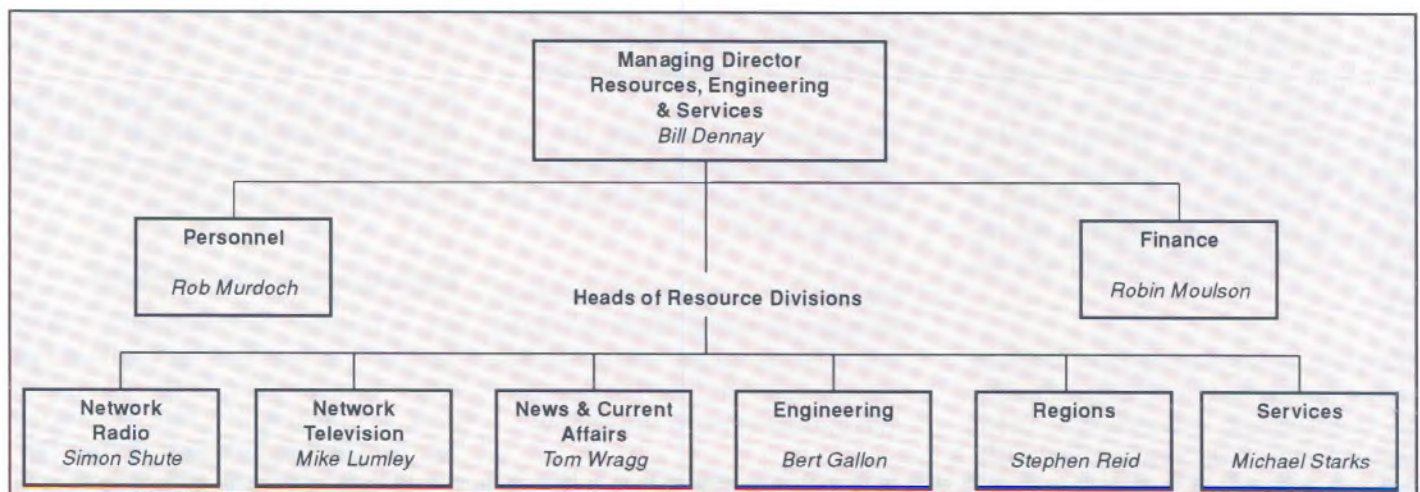 Managing Director
Resources, Engineering
& Services
Bill Dennay
Personnel
Rob Murdoch
Finance
Robin Moulson
Heads of Resource Divisions
Network
Radio
Simon Shute
Network
Television
Mike Lumley
News & Current
Affairs
Tom Wragg
Engineering
Bert Gallon
Regions
Stephen Reid
Services
Michael Starks